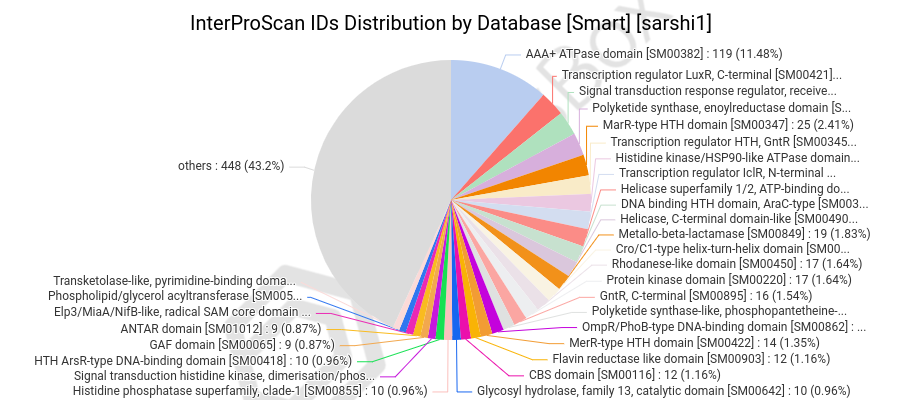 InterProScan IDs Distribution by Database [Smart] [sarshi1]
AAA+ ATPase domain [SM00382] : 119 (11.48%)
Transcription regulator LuxR, C-terminal [SM00421]...
Signal transduction response regulator, receive...
Polyketide synthase, enoylreductase domain [S...
MarR-type HTH domain [SM00347] : 25 (2.41%)
Transcription regulator HTH, GntR [SM00345...
Histidine kinase/HSP90-like ATPase domain...
Transcription regulator IclR, N-terminal ...
Helicase superfamily 1/2, ATP-binding do...
DNA binding HTH domain, AraC-type [SM003...
Helicase, C-terminal domain-like [SM00490...
Metallo-beta-lactamase [SM00849] : 19 (1.83%)
Cro/C1-type helix-turn-helix domain [SM00...
Rhodanese-like domain [SM00450] : 17 (1.64%)
Protein kinase domain [SM00220] : 17 (1.64%)
GntR, C-terminal [SM00895] : 16 (1.54%)
Polyketide synthase-like, phosphopantetheine-...
OmpR/PhoB-type DNA-binding domain [SM00862] : ...
MerR-type HTH domain [SM00422] : 14 (1.35%)
Flavin reductase like domain [SM00903] : 12 (1.16%)
CBS domain [SM00116] : 12 (1.16%)
Glycosyl hydrolase, family 13, catalytic domain [SM00642] : 10 (0.96%)
Histidine phosphatase superfamily, clade-1 [SM00855] : 10 (0.96%)
Signal transduction histidine kinase, dimerisation/phos...
HTH ArsR-type DNA-binding domain [SM00418] : 10 (0.96%)
GAF domain [SM00065] : 9 (0.87%)
ANTAR domain [SM01012] : 9 (0.87%)
Elp3/MiaA/NifB-like, radical SAM core domain ...
Phospholipid/glycerol acyltransferase [SM005...
Transketolase-like, pyrimidine-binding doma...
others : 448 (43.2%)